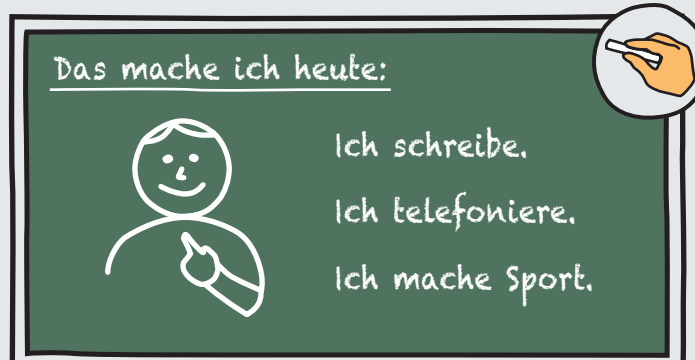 Das mache ich heute:
Ich schreibe.
Ich telefoniere.
Ich mache Sport.